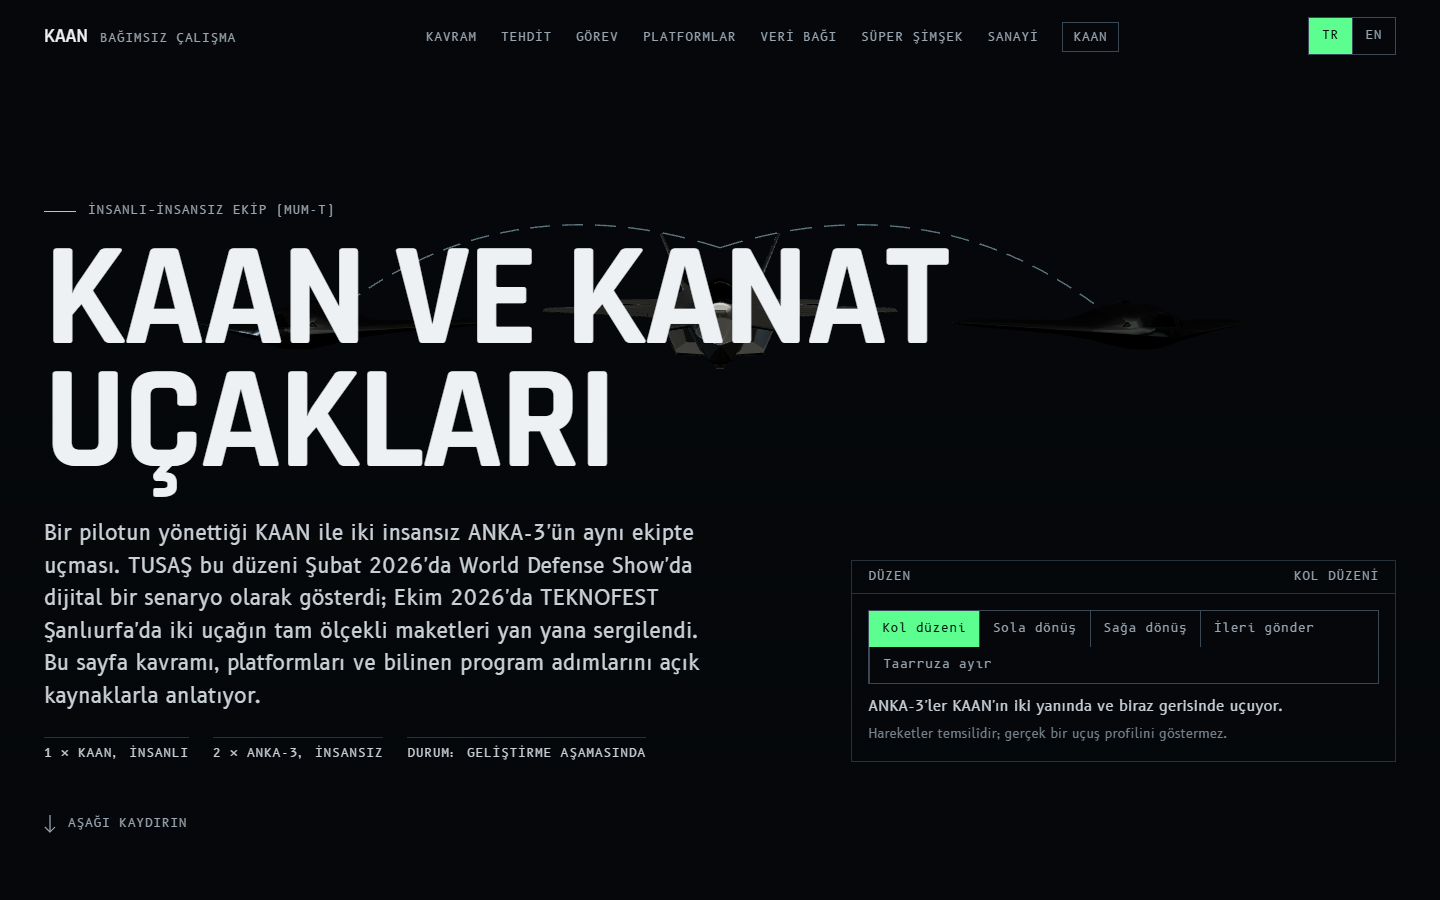 KAAN BAĞIMSIZ ÇALIŞMA
KAVRAM TEHDİT GÖREV PLATFORMLAR VERİ BAĞI SÜPER ŞİMŞEK SANAYİ KAAN
TR EN
İNSANLI-İNSANSIZ EKİP [MUM-T]
KAAN VE KANAT
UÇAKLARI
Bir pilotun yönettiği KAAN ile iki insansız ANKA-3'ün aynı ekipte
uçması. TUSAŞ bu düzeni Şubat 2026'da World Defense Show'da
dijital bir senaryo olarak gösterdi; Ekim 2026'da TEKNOFEST
Şanlıurfa'da iki uçağın tam ölçekli maketleri yan yana sergilendi.
Bu sayfa kavramı, platformları ve bilinen program adımlarını açık
kaynaklarla anlatıyor.
1 × KAAN, İNSANLI
2 × ANKA-3, İNSANSIZ
DURUM: GELİŞTİRME AŞAMASINDA
AŞAĞI KAYDIRIN
DÜZEN KOL DÜZENİ
Kol düzeni Sola dönüş Sağa dönüş İleri gönder
Taarruza ayır
ANKA-3'ler KAAN'ın iki yanında ve biraz gerisinde uçuyor.
Hareketler temsilîdir; gerçek bir uçuş profilini göstermez.